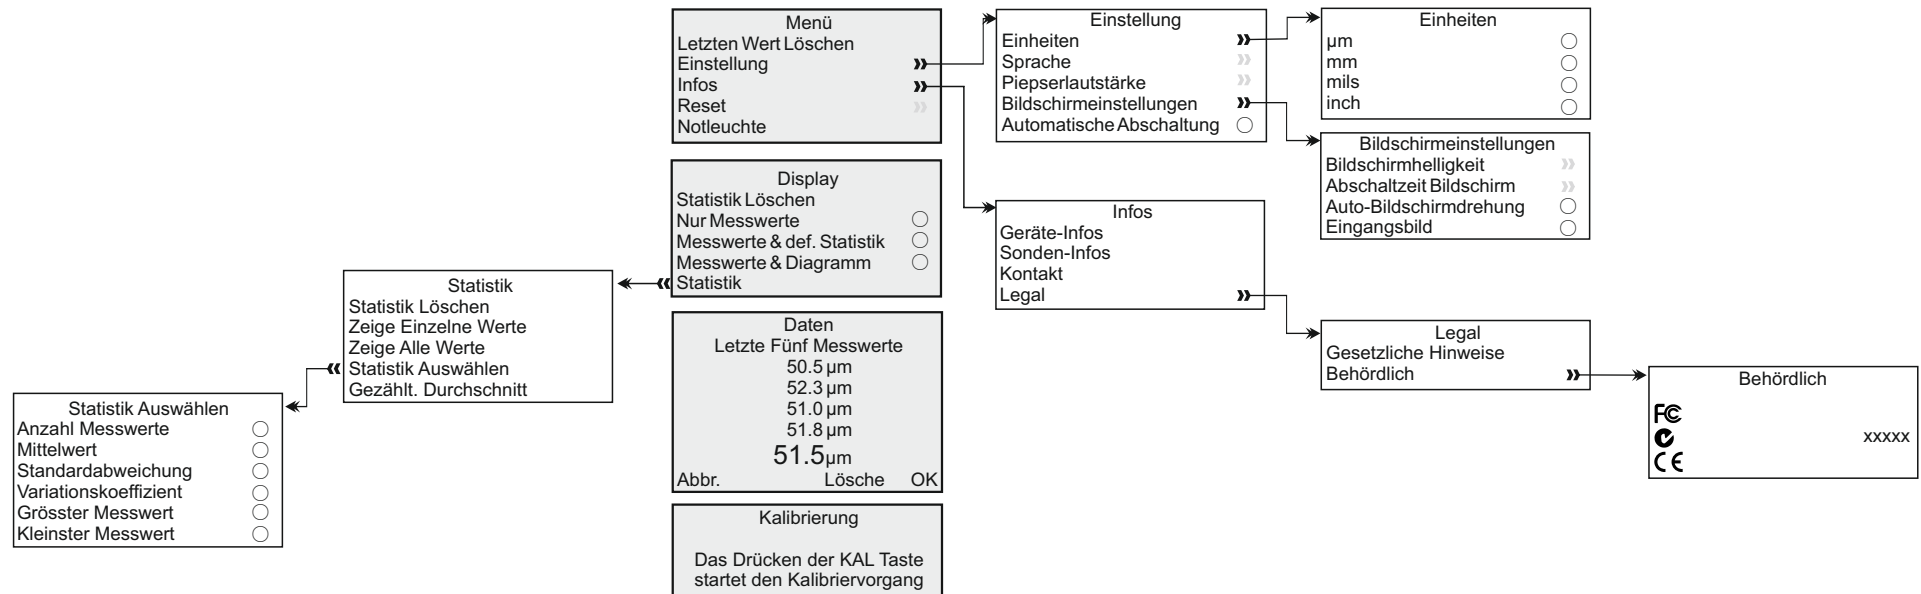 Menü
Letzten Wert Löschen
Einstellung
Infos
Reset
Notleuchte
Einstellung
Einheiten
Sprache
Piepserlautstärke
Bildschirmeinstellungen
Automatische Abschaltung
Einheiten
µm
mm
mils
inch
Bildschirmeinstellungen
Bildschirmhelligkeit
Abschaltzeit Bildschirm
Auto-Bildschirmdrehung
Eingangsbild
Display
Statistik Löschen
Nur Messwerte
Messwerte & def. Statistik
Messwerte & Diagramm
Statistik
Infos
Geräte-Infos
Sonden-Infos
Kontakt
Legal
Statistik
Statistik Löschen
Zeige Einzelne Werte
Zeige Alle Werte
Statistik Auswählen
Gezählt. Durchschnitt
Daten
Letzte Fünf Messwerte
50.5 µm
52.3 µm
51.0 µm
51.8 µm
51.5 µm
Abbr. Lösche OK
Legal
Gesetzliche Hinweise
Behördlich
Behördlich
FC
xxxxx
CE
Statistik Auswählen
Anzahl Messwerte
Mittelwert
Standardabweichung
Variationskoeffizient
Grösster Messwert
Kleinster Messwert
Kalibrierung
Das Drücken der KAL Taste
startet den Kalibriervorgang